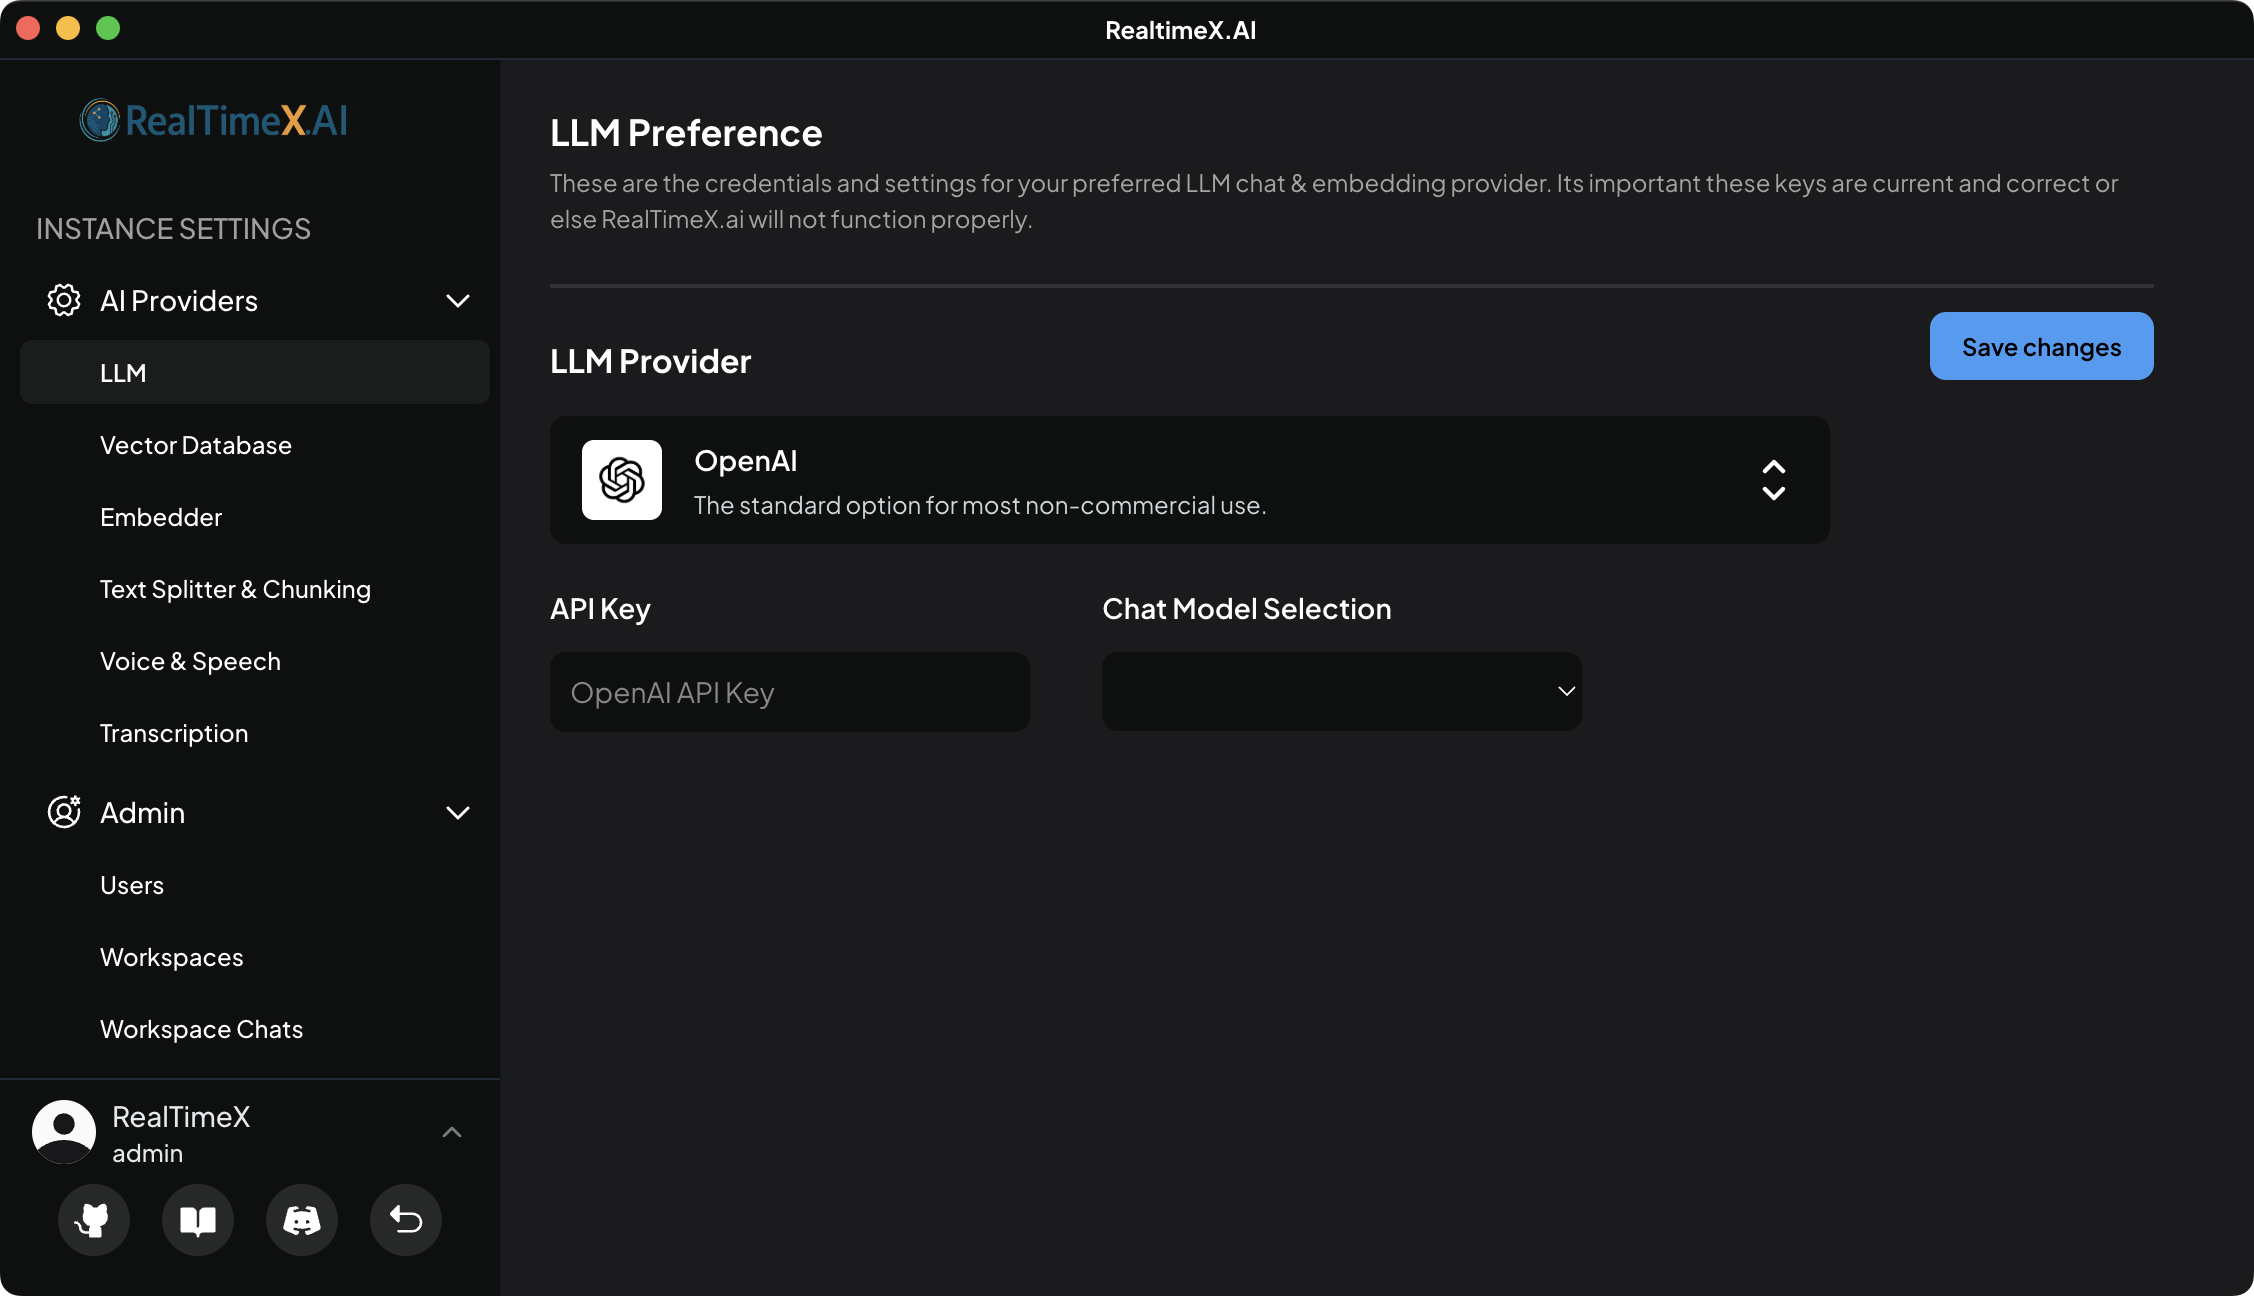 RealtimeX.AI
RealTimeX.AI
INSTANCE SETTINGS
AI Providers
LLM
Vector Database
Embedder
Text Splitter & Chunking
Voice & Speech
Transcription
Admin
Users
Workspaces
Workspace Chats
RealTimeX
admin
LLM Preference
These are the credentials and settings for your preferred LLM chat & embedding provider. Its important these keys are current and correct or
else RealTimeX.ai will not function properly.
Save changes
LLM Provider
OpenAI
The standard option for most non-commercial use.
API Key
OpenAI API Key
Chat Model Selection